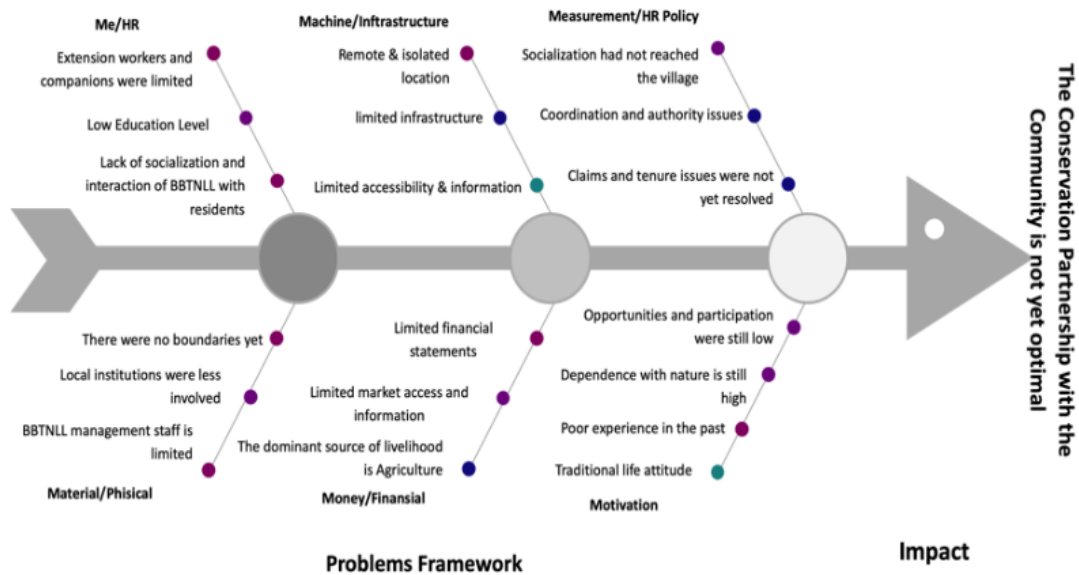 Me/HR
Extension workers and
companions were limited
Low Education Level
Lack of socialization and
interaction of BBTNLL with
residents
Machine/Inftrastructure
Remote & isolated
location
limited infrastructure
Limited accessibility & information
Measurement/HR Policy
Socialization had not reached
the village
Coordination and authority issues
Claims and tenure issues were not
yet resolved
There were no boundaries yet
Local institutions were less
involved
BBTNLL management staff is
limited
Material/Phisical
Limited financial
statements
Limited market access and
information
The dominant source of livelihood
is Agriculture
Money/Finansial
Opportunities and participation
were still low
Dependence with nature is still
high
Poor experience in the past
Traditional life attitude
Motivation
The Conservation Partnership with the
Community is not yet optimal
Problems Framework
Impact